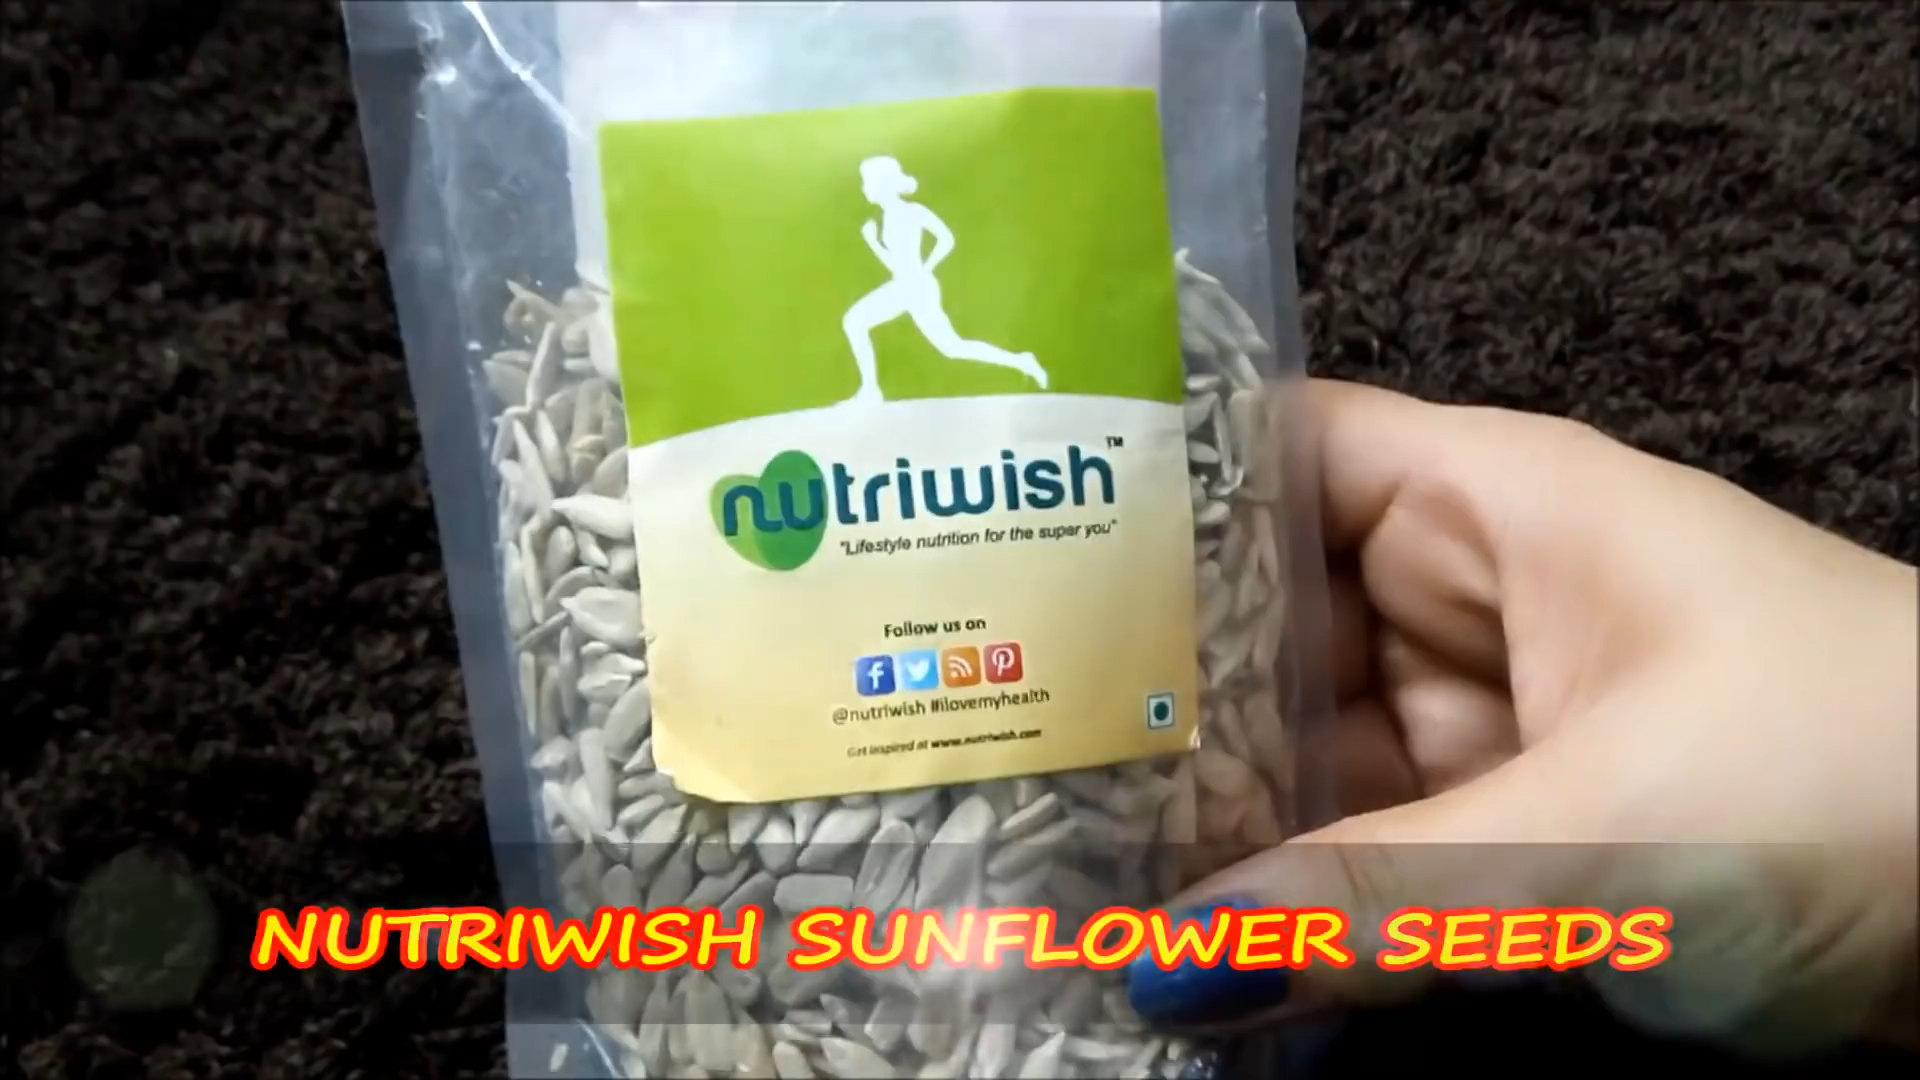 nutriwish™
"Lifestyle nutrition for the super you"
Follow us on
@nutriwish #ilovemyhealth
Get inspired at www.nutriwish.com
NUTRIWISH SUNFLOWER SEEDS